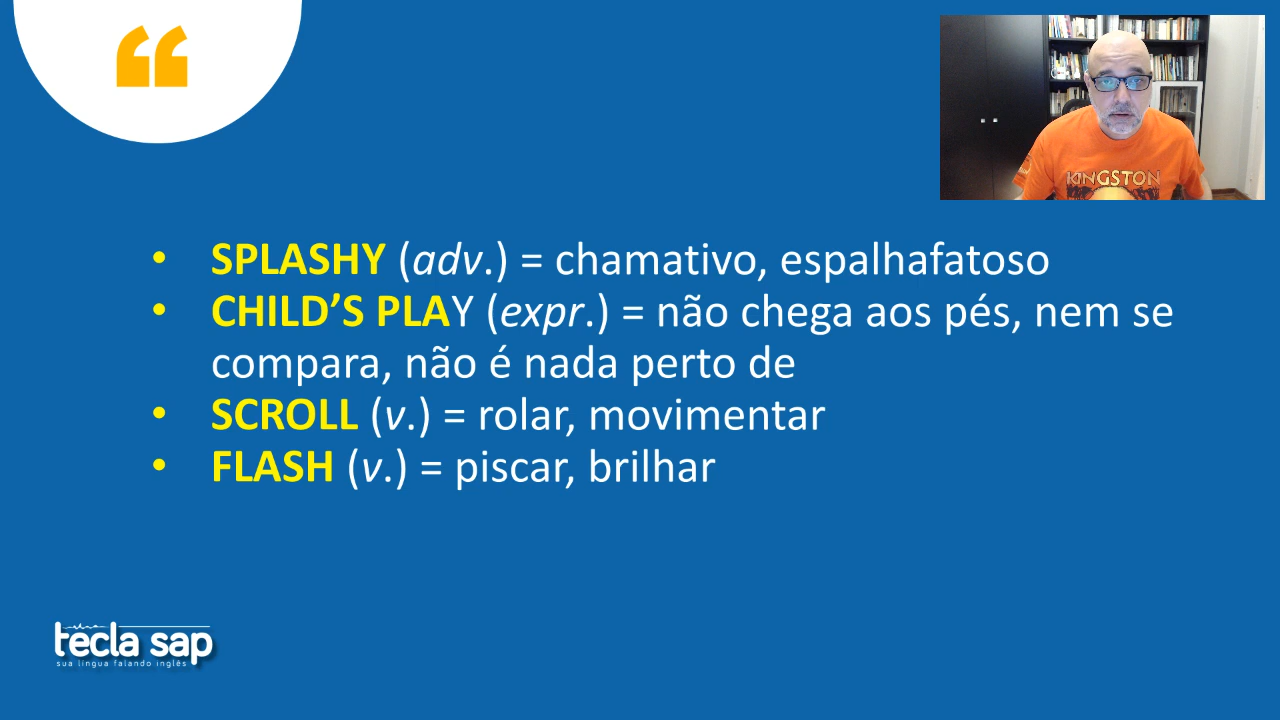 “
KINGSTON
• SPLASHY (adv.) = chamativo, espalhafatoso
• CHILD’S PLAY (expr.) = não chega aos pés, nem se
compara, não é nada perto de
• SCROLL (v.) = rolar, movimentar
• FLASH (v.) = piscar, brilhar
tecla sap
sua língua falando inglês